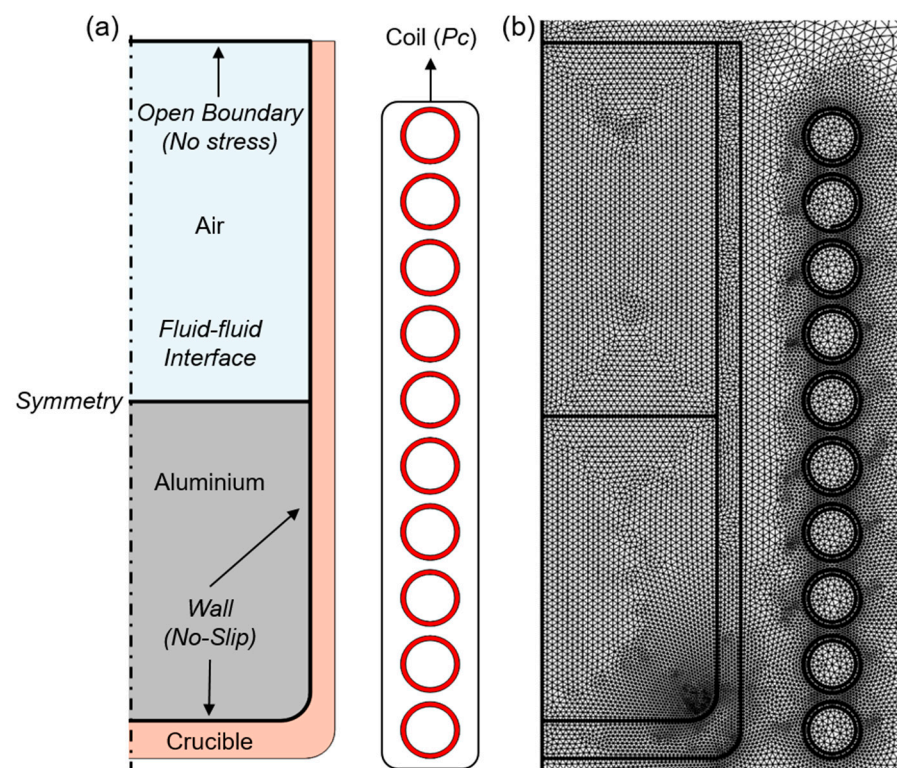 (a)
Coil (Pc)
(b)
Open Boundary
(No stress)
Air
Fluid-fluid
Interface
Symmetry
Aluminium
Wall
(No-Slip)
Crucible